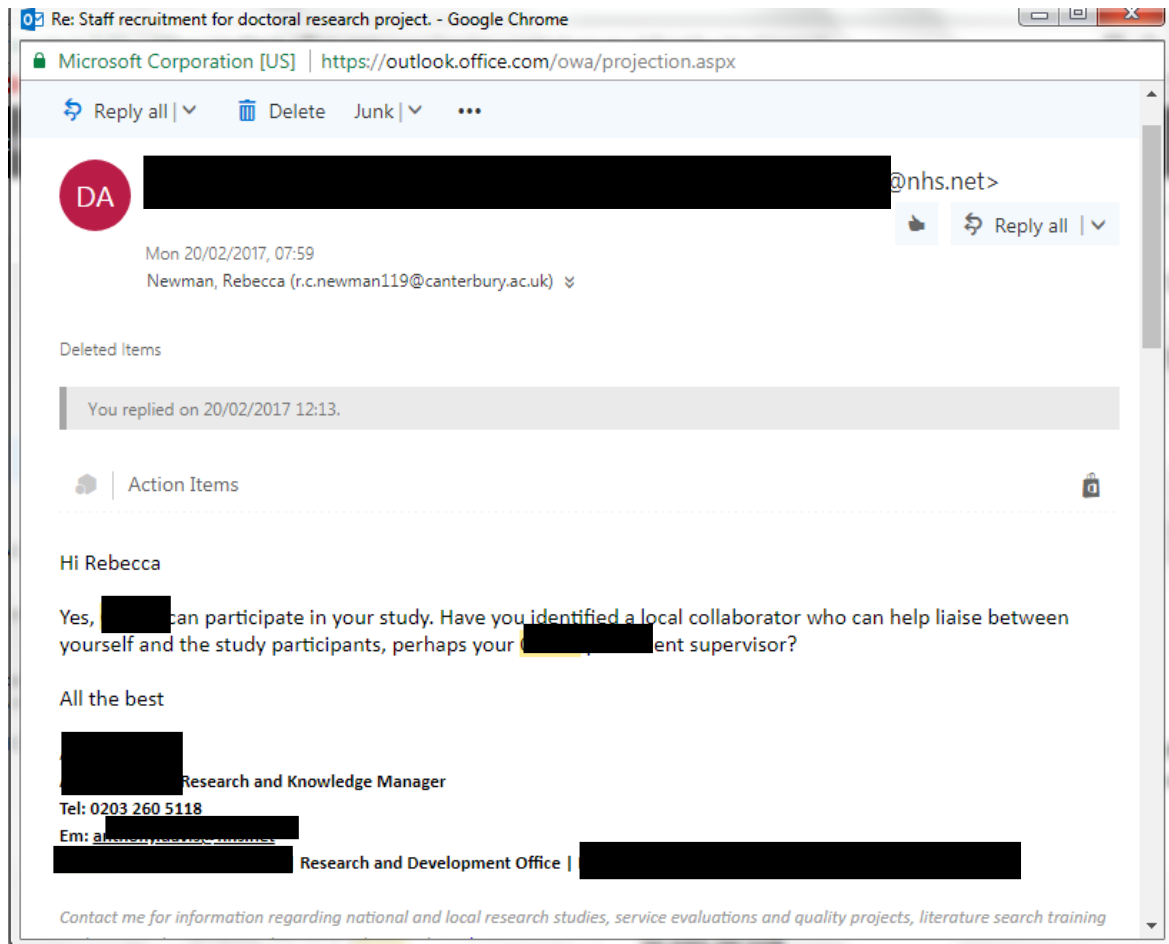 Re: Staff recruitment for doctoral research project. - Google Chrome
Microsoft Corporation [US] | https://outlook.office.com/owa/projection.aspx
Reply all | Delete Junk | •••
DA
@nhs.net>
Reply all |
Mon 20/02/2017, 07:59
Newman, Rebecca (r.c.newman119@canterbury.ac.uk)
Deleted Items
You replied on 20/02/2017 12:13.
Action Items
Hi Rebecca
Yes, can participate in your study. Have you identified a local collaborator who can help liaise between
yourself and the study participants, perhaps your ent supervisor?
All the best
Research and Knowledge Manager
Tel: 0203 260 5118
Em:
Research and Development Office |
Contact me for information regarding national and local research studies, service evaluations and quality projects, literature search training